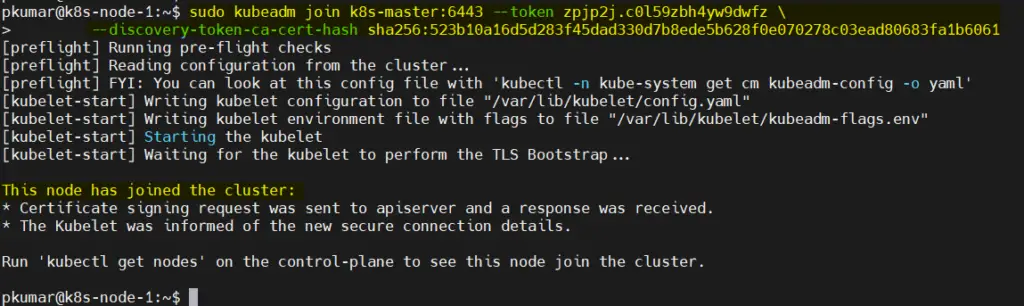 pkumar@k8s-node-1:~$ sudo kubeadm join k8s-master:6443 --token zpjp2j.c0l59zbh4yw9dwfz \
>         --discovery-token-ca-cert-hash sha256:523b10a16d5d283f45dad330d7b8ede5b628f0e070278c03ead80683fa1b6061
[preflight] Running pre-flight checks
[preflight] Reading configuration from the cluster...
[preflight] FYI: You can look at this config file with 'kubectl -n kube-system get cm kubeadm-config -o yaml'
[kubelet-start] Writing kubelet configuration to file "/var/lib/kubelet/config.yaml"
[kubelet-start] Writing kubelet environment file with flags to file "/var/lib/kubelet/kubeadm-flags.env"
[kubelet-start] Starting the kubelet
[kubelet-start] Waiting for the kubelet to perform the TLS Bootstrap...
This node has joined the cluster:
* Certificate signing request was sent to apiserver and a response was received.
* The Kubelet was informed of the new secure connection details.
Run 'kubectl get nodes' on the control-plane to see this node join the cluster.
pkumar@k8s-node-1:~$